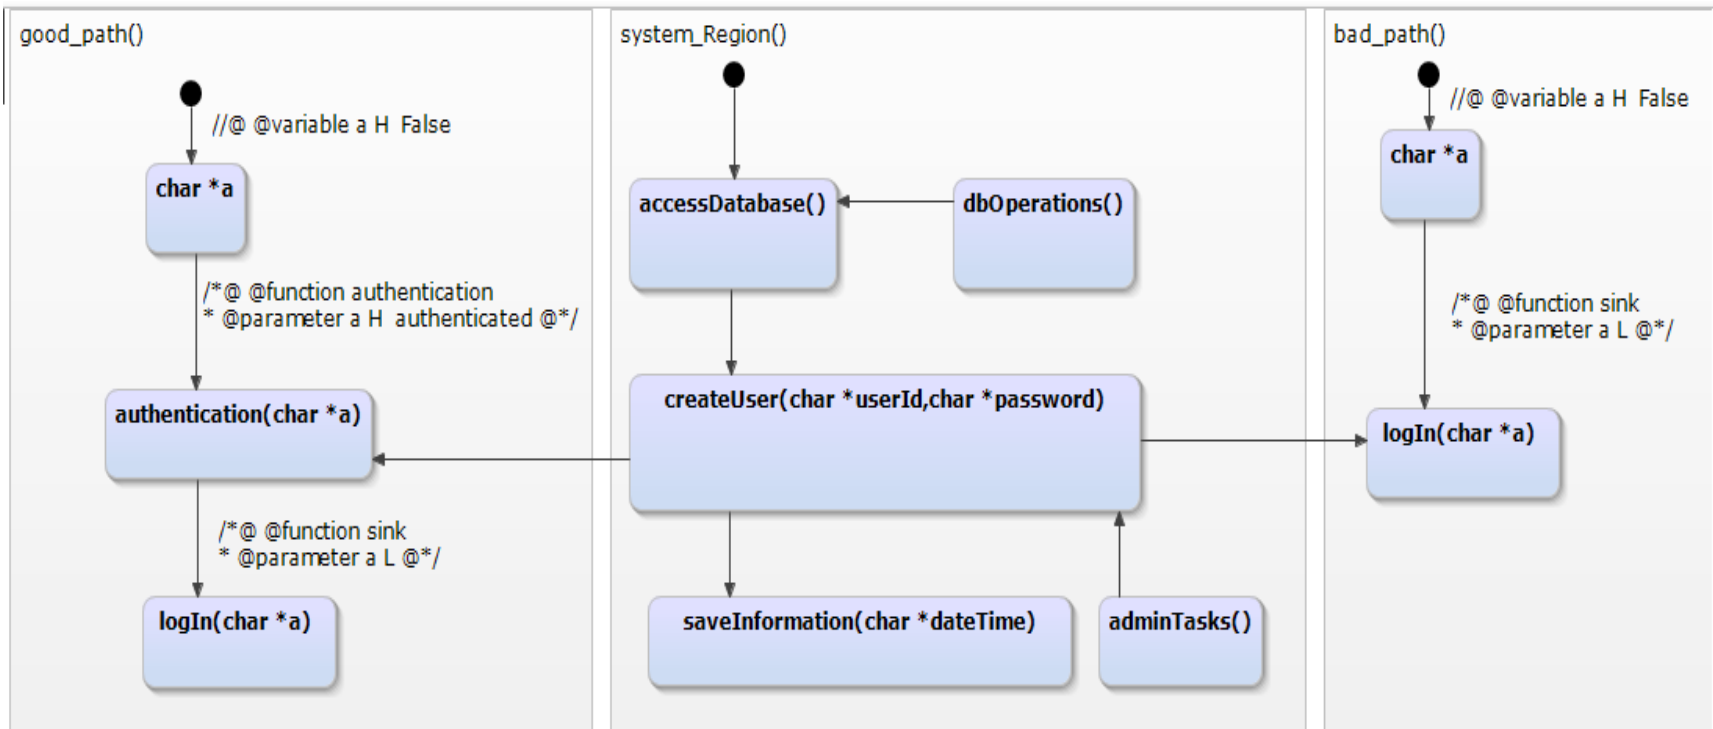 good_path()
//@ @variable a H  False
char *a
/*@ @function authentication
* @parameter a H  authenticated @*/
authentication(char *a)
/*@ @function sink
* @parameter a L @*/
logIn(char *a)
system_Region()
accessDatabase()
dbOperations()
createUser(char *userId,char *password)
saveInformation(char *dateTime)
adminTasks()
bad_path()
//@ @variable a H  False
char *a
/*@ @function sink
* @parameter a L @*/
logIn(char *a)